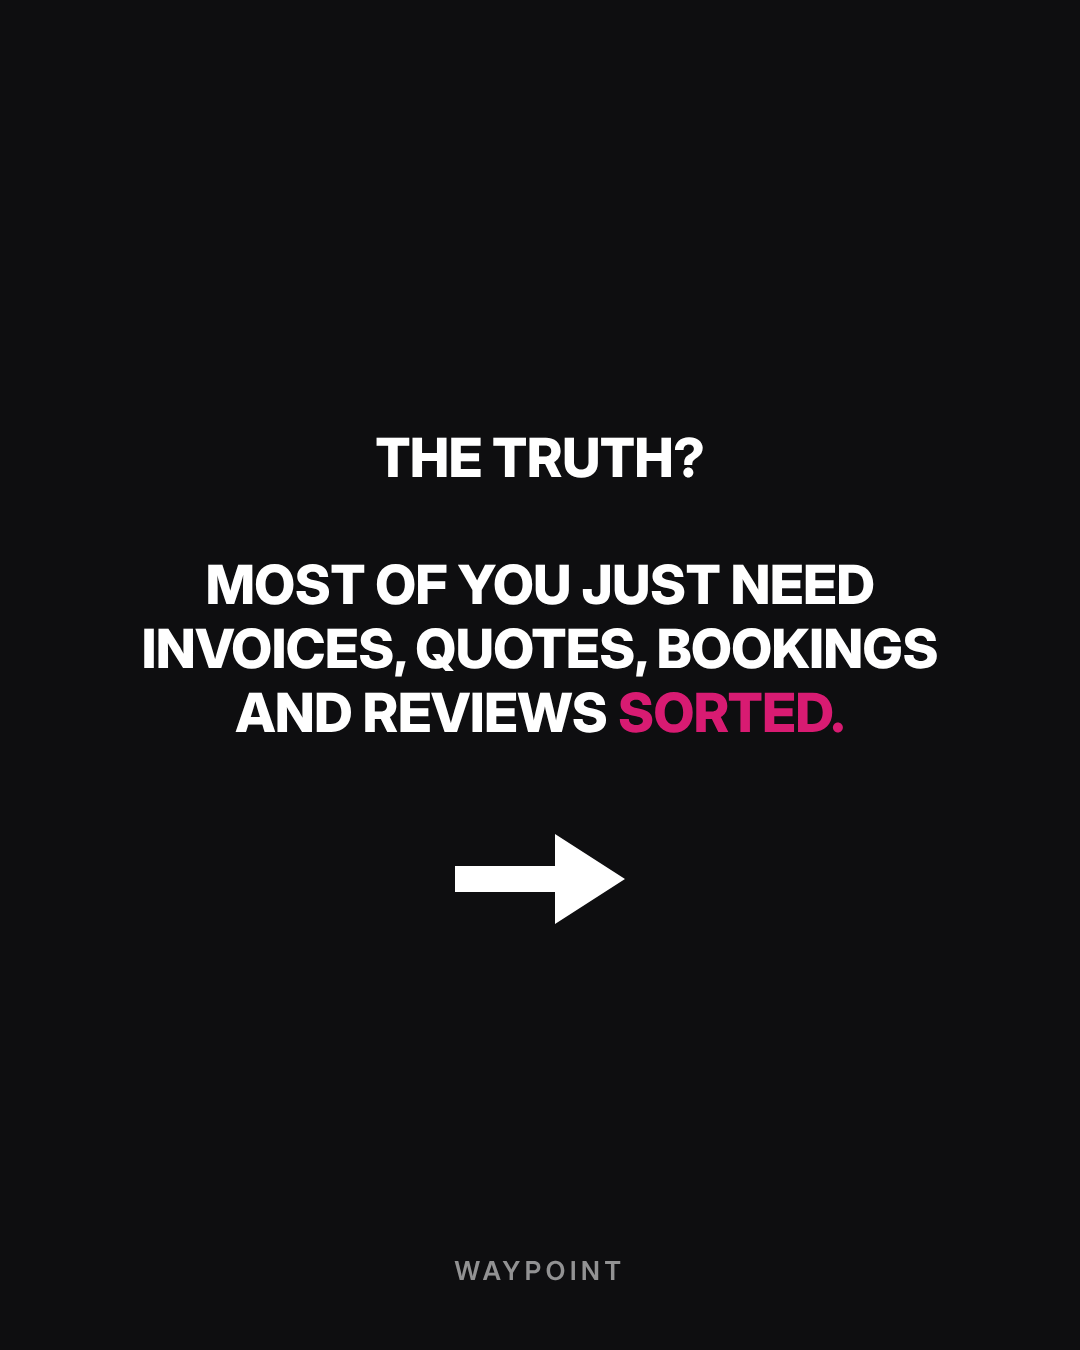 THE TRUTH?
MOST OF YOU JUST NEED
INVOICES, QUOTES, BOOKINGS
AND REVIEWS SORTED.
WAYPOINT